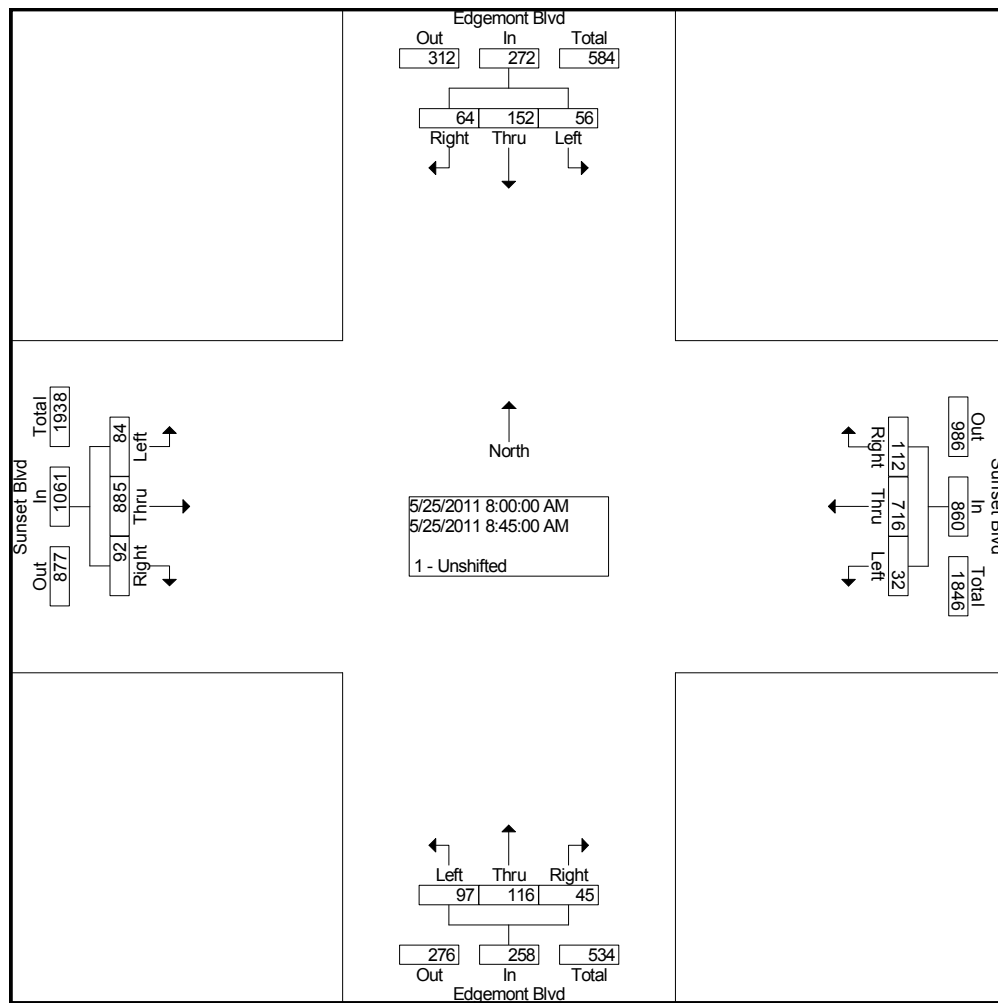 Edgemont Blvd
Out In Total
312 272 584
64 152 56
Right Thru Left
Sunset Blvd
Total In Out
1938 1061 877
84 885 92
Left Thru Right
North
5/25/2011 8:00:00 AM
5/25/2011 8:45:00 AM
1 - Unshifted
Right Thru Left
112 716 32
Out In Total
986 860 1846
Sunset Blvd
Left Thru Right
97 116 45
276 258 534
Out In Total
Edgemont Blvd